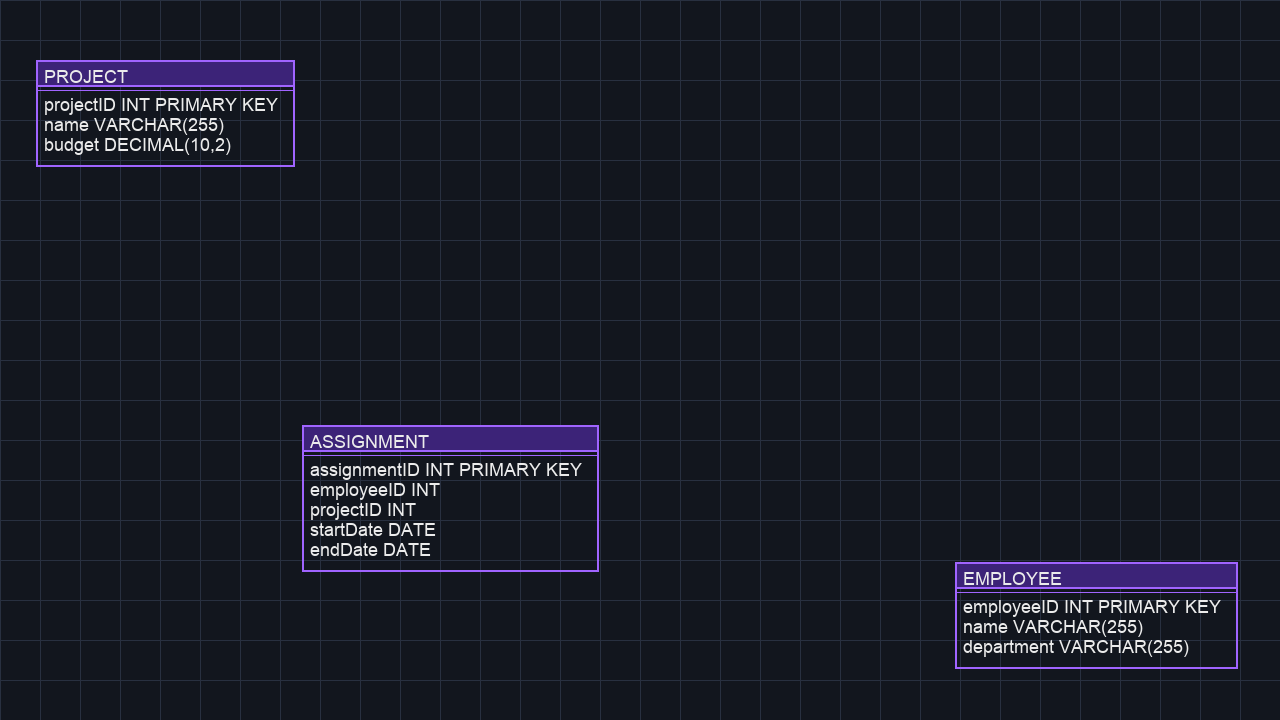 PROJECT
projectID INT PRIMARY KEY
name VARCHAR(255)
budget DECIMAL(10,2)
ASSIGNMENT
assignmentID INT PRIMARY KEY
employeeID INT
projectID INT
startDate DATE
endDate DATE
EMPLOYEE
employeeID INT PRIMARY KEY
name VARCHAR(255)
department VARCHAR(255)